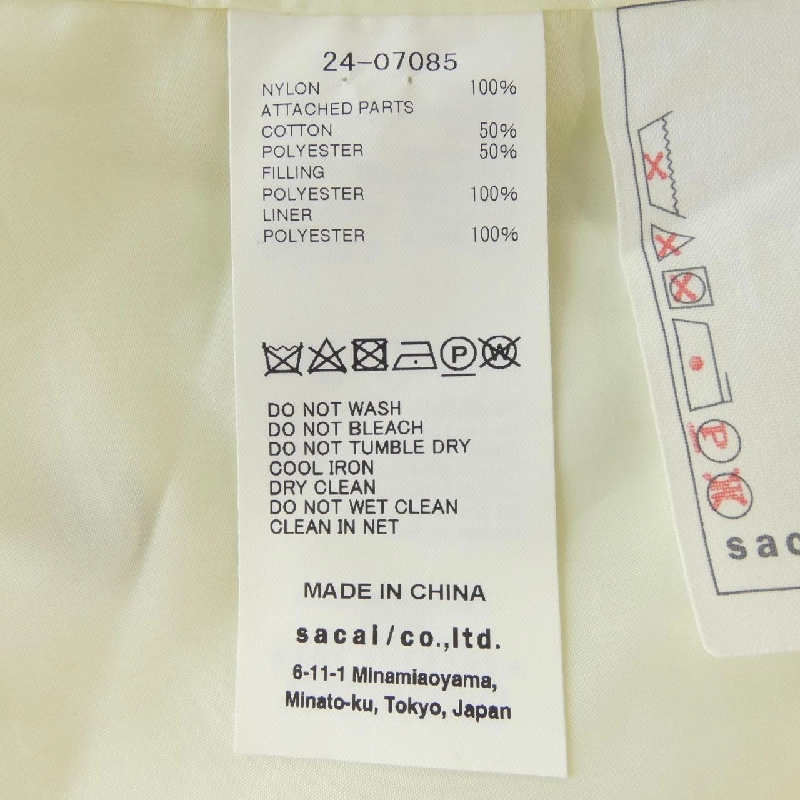 24-07085
NYLON 100%
ATTACHED PARTS
COTTON 50%
POLYESTER 50%
FILLING
POLYESTER 100%
LINER
POLYESTER 100%
P W
DO NOT WASH
DO NOT BLEACH
DO NOT TUMBLE DRY
COOL IRON
DRY CLEAN
DO NOT WET CLEAN
CLEAN IN NET
MADE IN CHINA
sacai/co.,ltd.
6-11-1 Minamiaoyama,
Minato-ku, Tokyo, Japan
P
W
sac